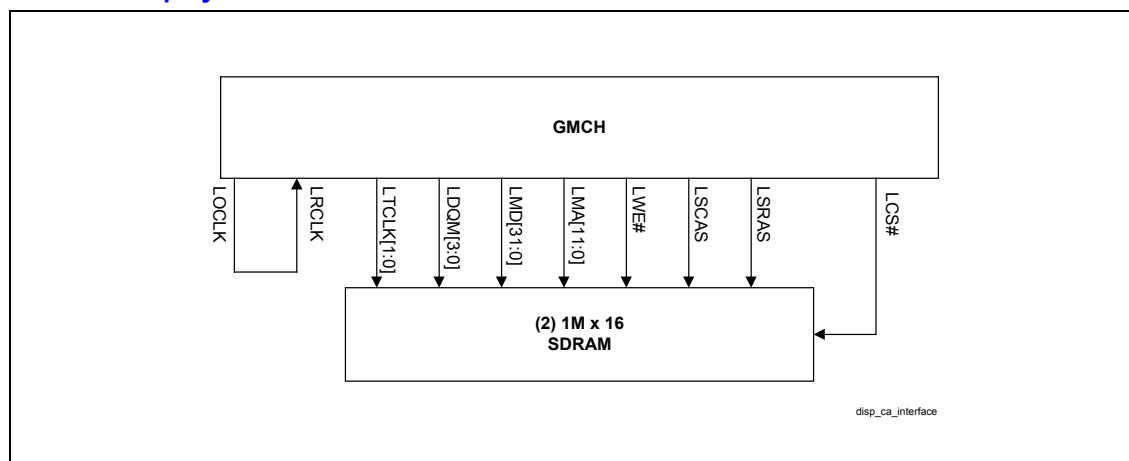 GMCH
LOCLK
LRCLK
LTCLK[1:0]
LDQM[3:0]
LMD[31:0]
LMA[11:0]
LWE#
LSCAS
LSRAS
LCS#
(2) 1M x 16
SDRAM
disp_ca_interface